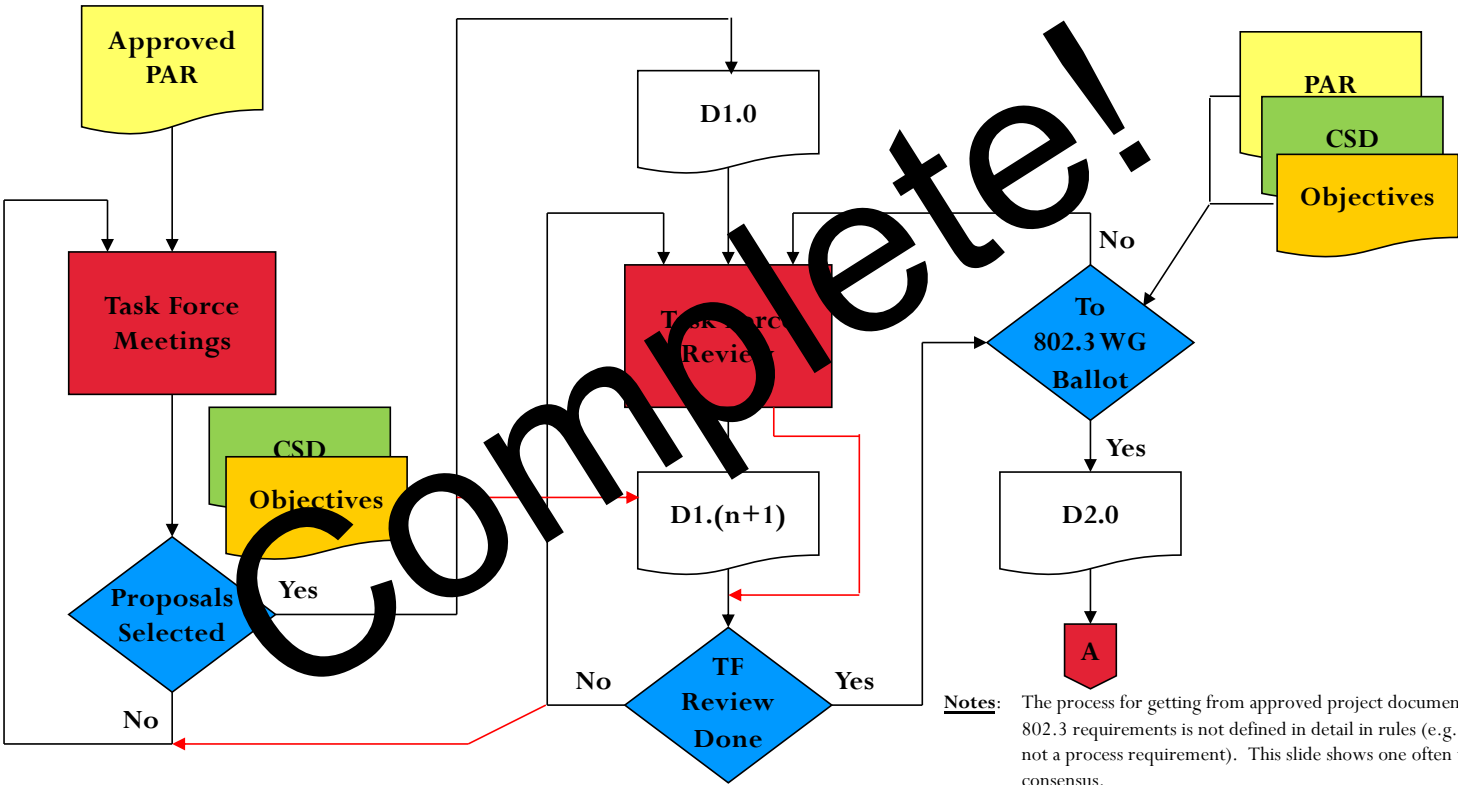 Approved
PAR
D1.0
PAR
CSD
Objectives
Task Force
Meetings
Task Force
Review
No
To
802.3 WG
Ballot
CSD
Objectives
Yes
D1.(n+1)
D2.0
Proposals
Selected
Yes
No
TF
Review
Done
No
Yes
A
Notes: The process for getting from approved project documen
802.3 requirements is not defined in detail in rules (e.g.
not a process requirement). This slide shows one often
consensus.
Complete!